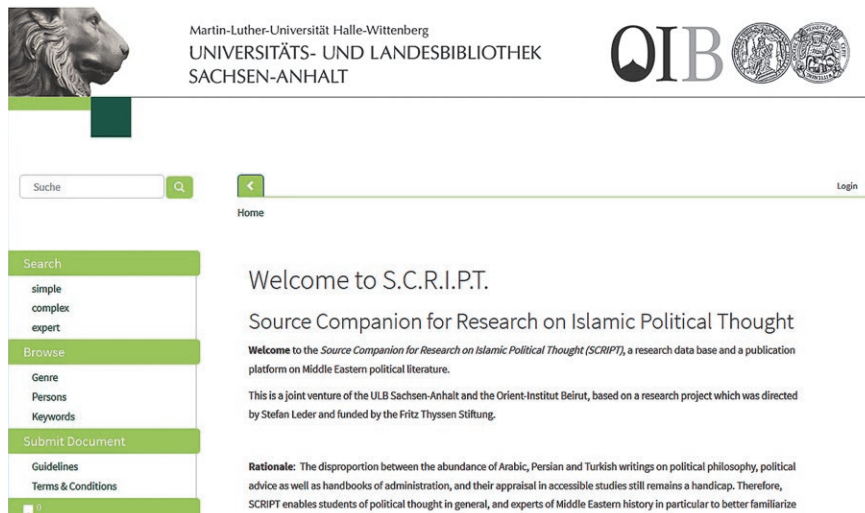 Martin-Luther-Universität Halle-Wittenberg
UNIVERSITÄTS- UND LANDESBIBLIOTHEK
SACHSEN-ANHALT
OIB
Suche
Login
Home
Search
simple
complex
expert
Browse
Genre
Persons
Keywords
Submit Document
Guidelines
Terms & Conditions
0
Welcome to S.C.R.I.P.T.
Source Companion for Research on Islamic Political Thought
Welcome to the Source Companion for Research on Islamic Political Thought (SCRIPT), a research data base and a publication
platform on Middle Eastern political literature.
This is a joint venture of the ULB Sachsen-Anhalt and the Orient-Institut Beirut, based on a research project which was directed
by Stefan Leder and funded by the Fritz Thyssen Stiftung.
Rationale: The disproportion between the abundance of Arabic, Persian and Turkish writings on political philosophy, political
advice as well as handbooks of administration, and their appraisal in accessible studies still remains a handicap. Therefore,
SCRIPT enables students of political thought in general, and experts of Middle Eastern history in particular to better familiarize